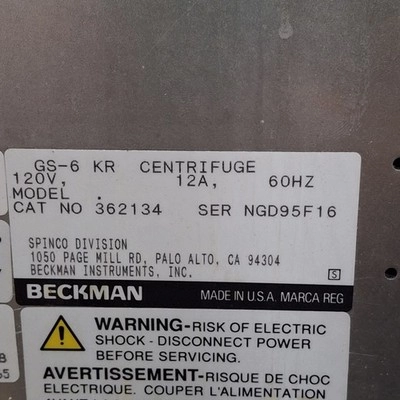 GS-6 KR CENTRIFUGE
120V, 12A, 60HZ
MODEL .
CAT NO 362134 SER NGD95F16
SPINCO DIVISION
1050 PAGE MILL RD, PALO ALTO, CA 94304
BECKMAN INSTRUMENTS, INC.
S
BECKMAN MADE IN U.S.A. MARCA REG
WARNING-RISK OF ELECTRIC
SHOCK - DISCONNECT POWER
BEFORE SERVICING.
AVERTISSEMENT-RISQUE DE CHOC
ELECTRIQUE. COUPER L'ALIMENTATION